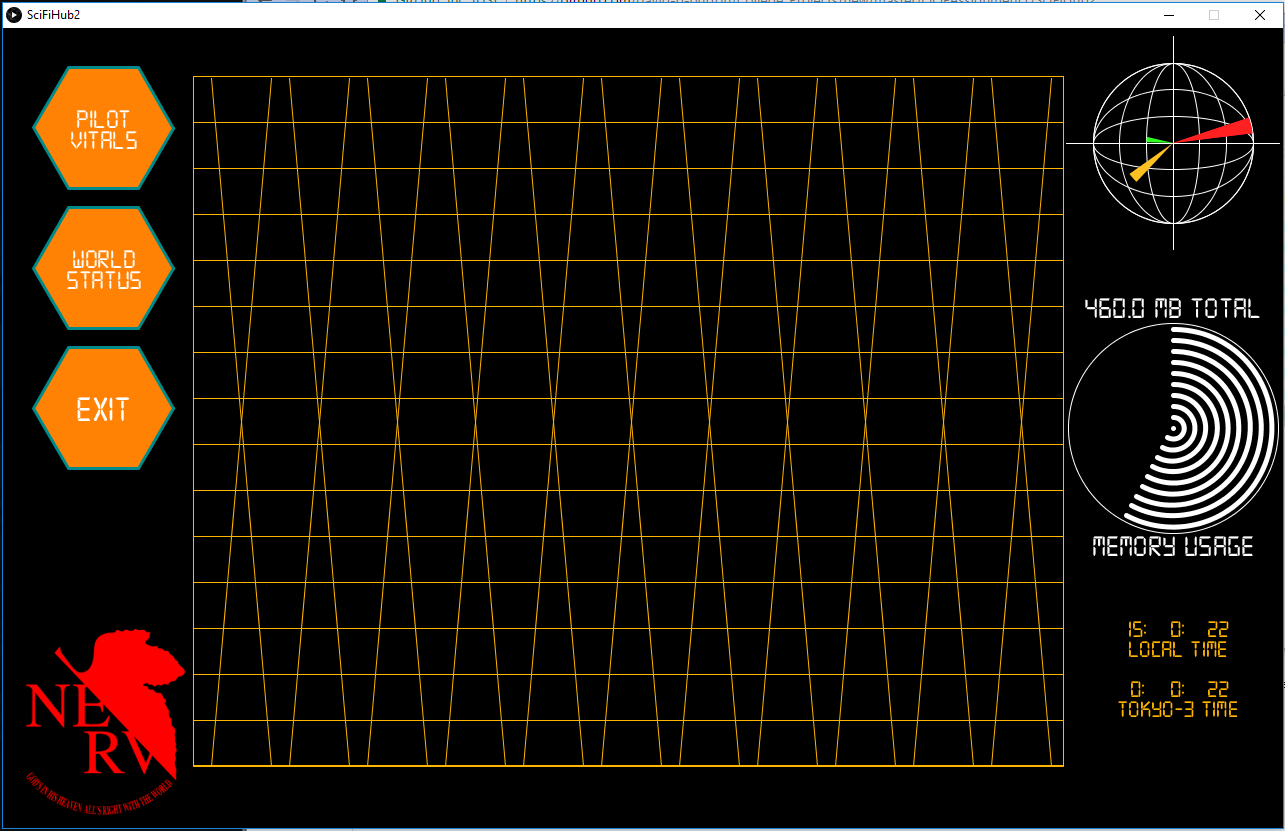 SciFiHub2
PILOT
VITALS
WORLD
STATUS
EXIT
460.0 MB TOTAL
MEMORY USAGE
15: 0: 22
LOCAL TIME
0: 0: 22
TOKYO-3 TIME
NERV
GOD'S IN HIS HEAVEN. ALL'S RIGHT WITH THE WORLD.